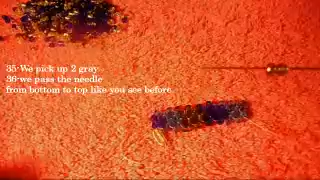 35-We pick up 2 gray
36-we pass the needle
from bottom to top like you see before.